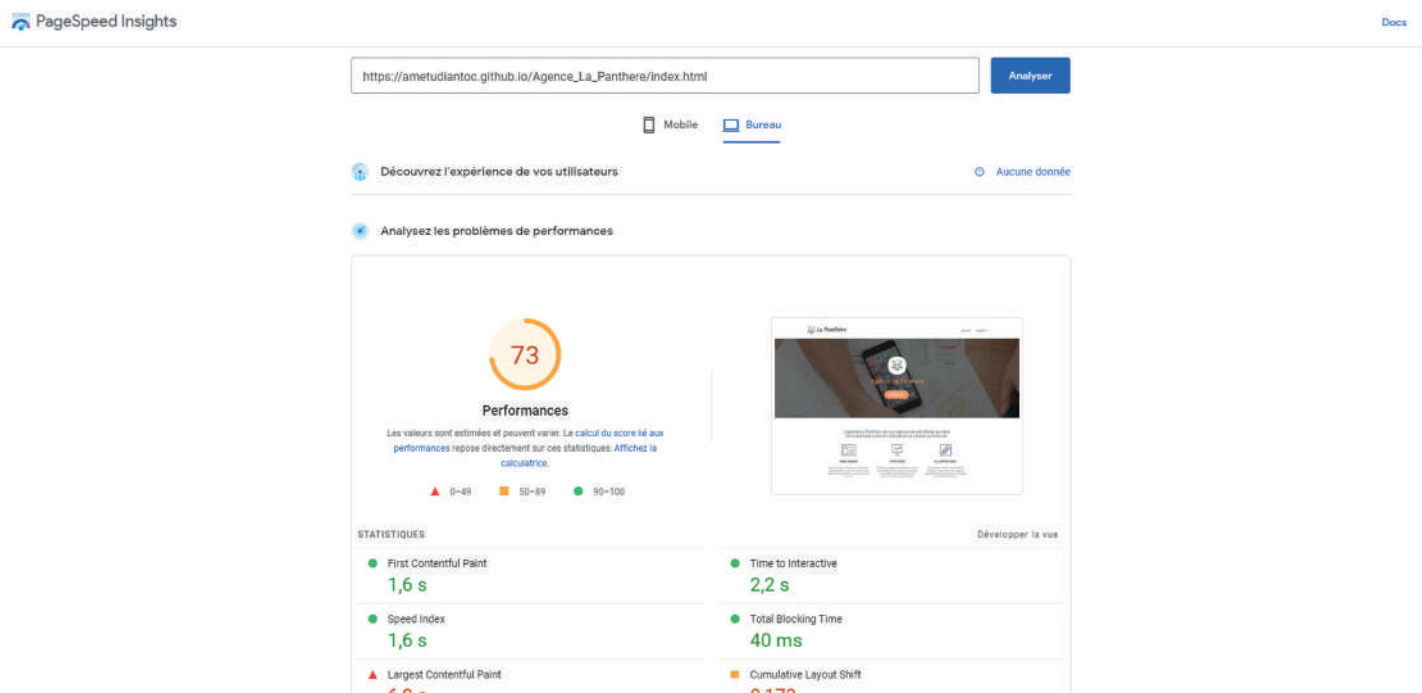 PageSpeed Insights
Docs
https://ametudiantoc.github.io/Agence_La_Panthere/index.html
Analyser
Mobile
Bureau
Découvrez l'expérience de vos utilisateurs
Aucune donnée
Analysez les problèmes de performances
73
Performances
Les valeurs sont estimées et peuvent varier. Le calcul du score lié aux
performances repose directement sur ces statistiques. Affichez la
calculatrice.
0–49
50–89
90–100
La Panthère
STATISTIQUES
Développer la vue
First Contentful Paint
1,6 s
Time to Interactive
2,2 s
Speed Index
1,6 s
Total Blocking Time
40 ms
Largest Contentful Paint
Cumulative Layout Shift